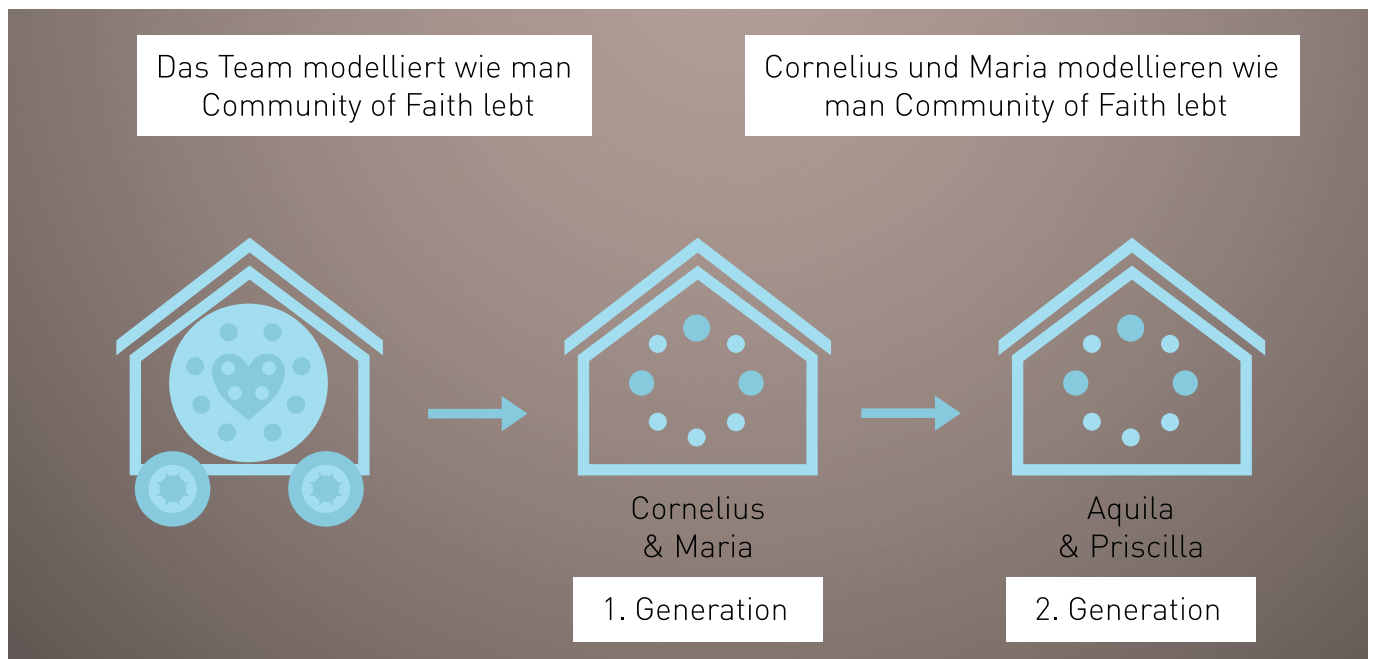 Das Team modelliert wie man
Community of Faith lebt
Cornelius und Maria modellieren wie
man Community of Faith lebt
Cornelius
& Maria
1. Generation
Aquila
& Priscilla
2. Generation